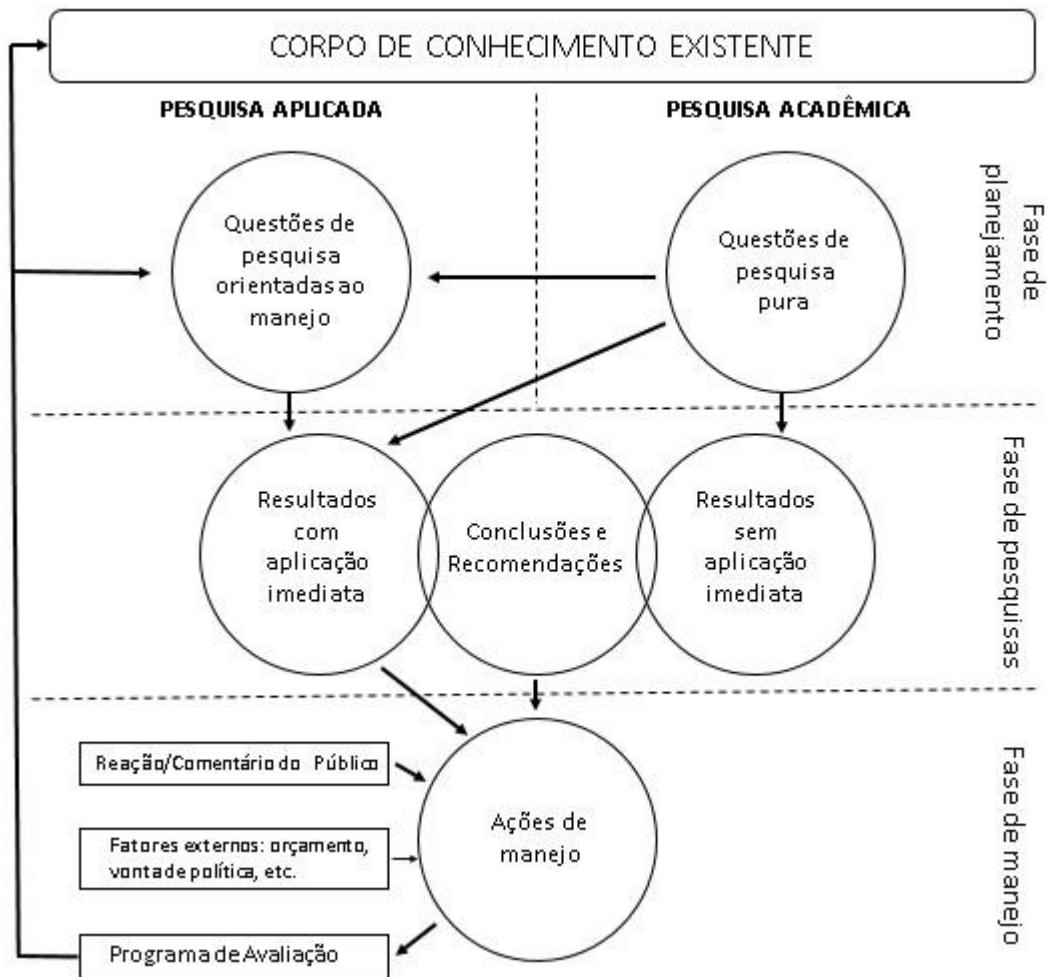 CORPO DE CONHECIMENTO EXISTENTE
PESQUISA APLICADA
PESQUISA ACADÊMICA
Questões de
pesquisa
orientadas ao
manejo
Questões de
pesquisa
pura
Fase de
planejamento
Resultados
com
aplicação
imediata
Conclusões e
Recomendações
Resultados
sem
aplicação
imediata
Fase de pesquisas
Reação/Comentário do Público
Fatores externos: orçamento,
vontade política, etc.
Programa de Avaliação
Ações de
manejo
Fase de manejo